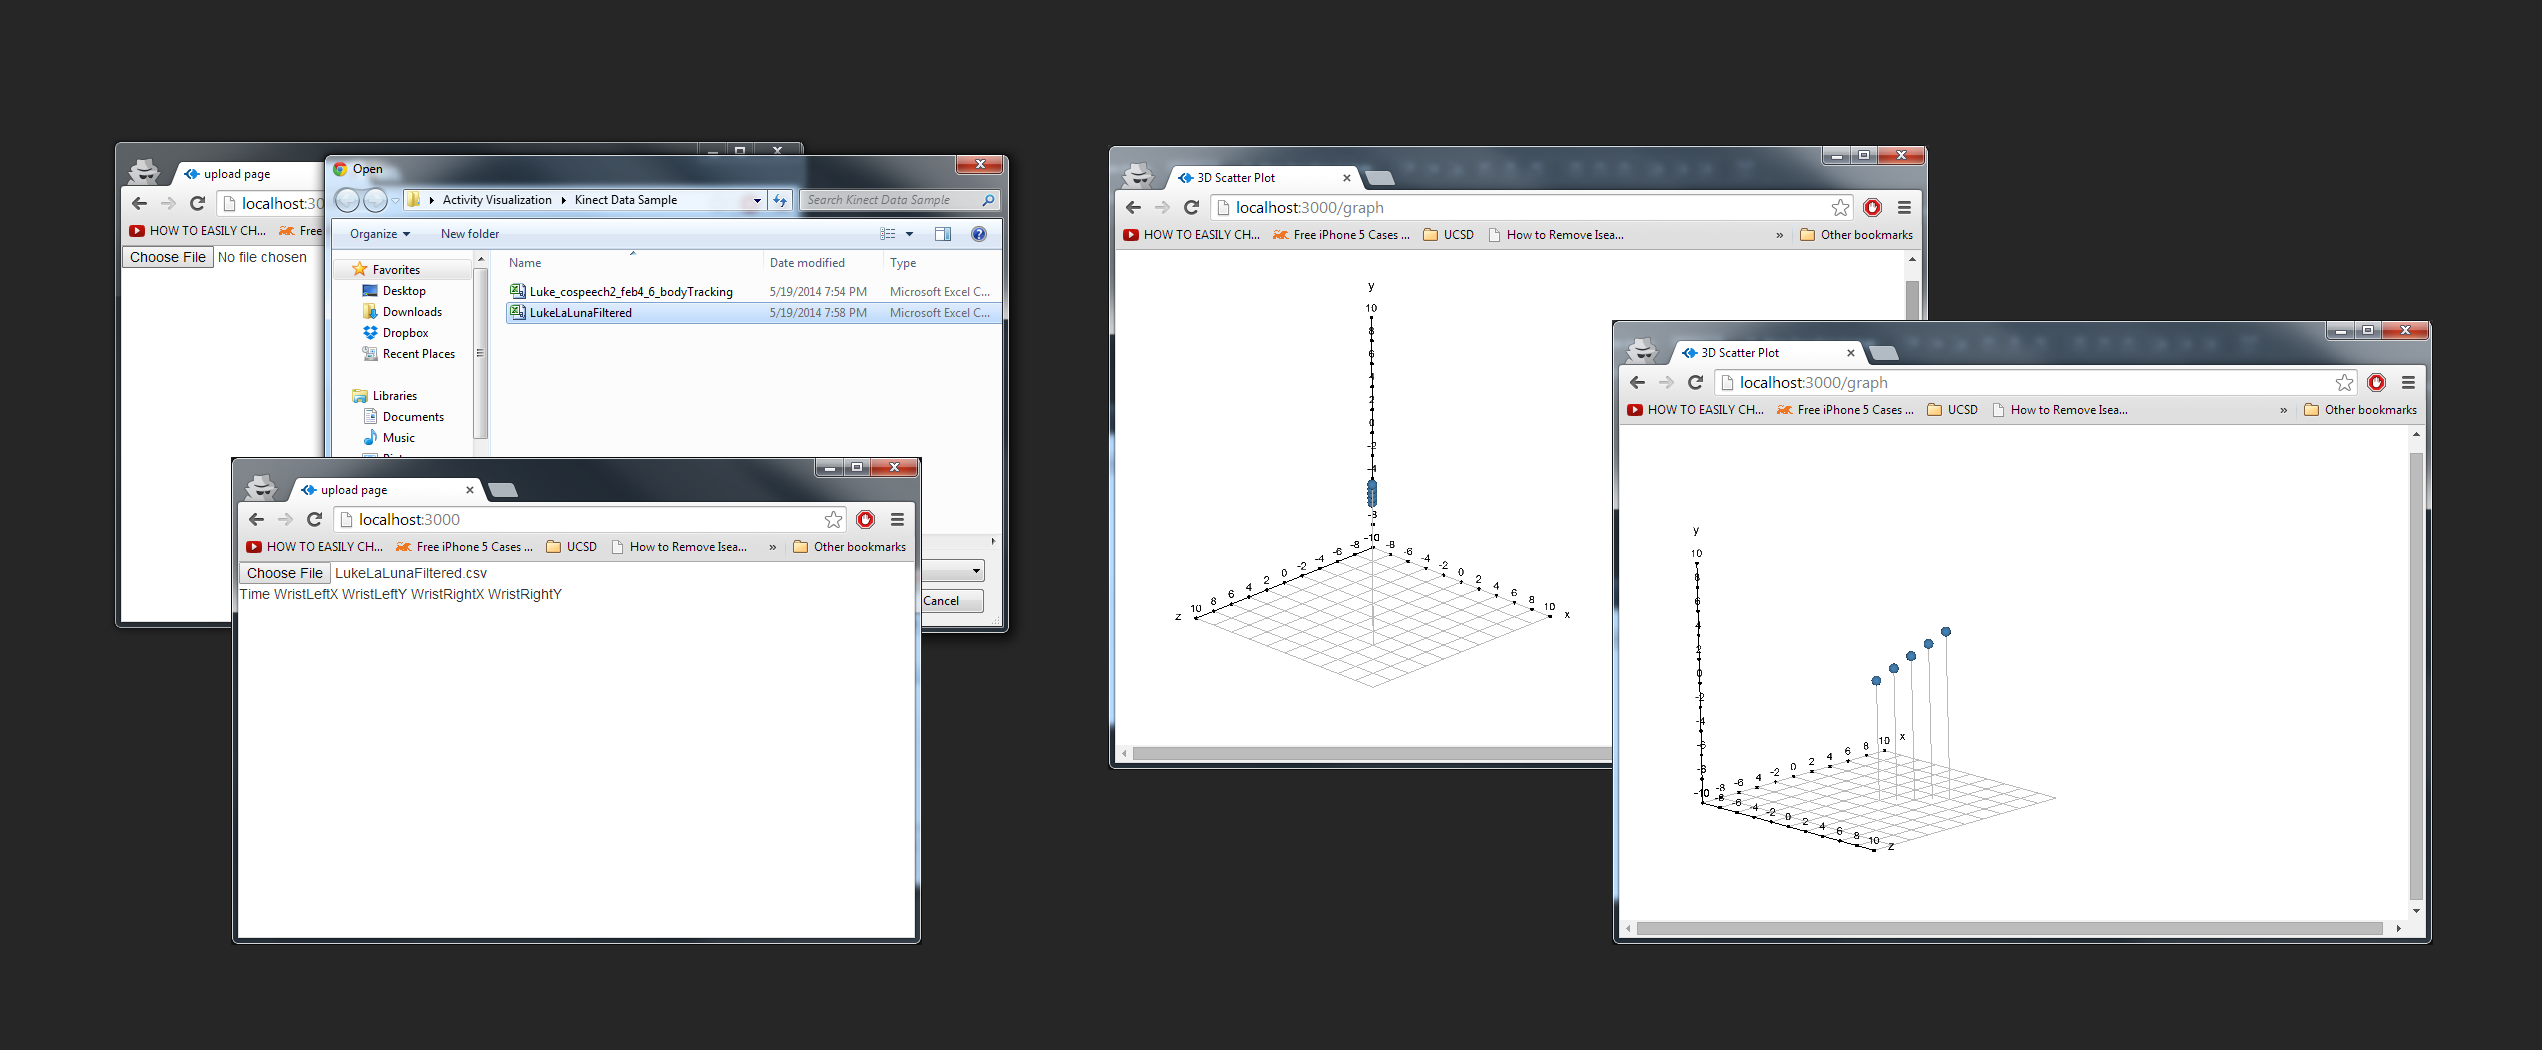 upload page
localhost:30
HOW TO EASILY CH... Free
Choose File No file chosen
Open
Activity Visualization Kinect Data Sample Search Kinect Data Sample
Organize New folder
Name Date modified Type
Favorites
Desktop
Downloads
Dropbox
Recent Places
Libraries
Documents
Music
Luke_cospeech2_feb4_6_bodyTracking 5/19/2014 7:54 PM Microsoft Excel C...
LukeLaLunaFiltered 5/19/2014 7:58 PM Microsoft Excel C...
Cancel
upload page
localhost:3000
HOW TO EASILY CH... Free iPhone 5 Cases ... UCSD How to Remove Isea... » Other bookmarks
Choose File LukeLaLunaFiltered.csv
Time WristLeftX WristLeftY WristRightX WristRightY
3D Scatter Plot
localhost:3000/graph
HOW TO EASILY CH... Free iPhone 5 Cases ... UCSD How to Remove Isea... » Other bookmarks
y
10
8
6
4
2
0
-2
-4
-8
-10
z 10 8 6 4 2 0 -2 -4 -6 -8
-8 -6 -4 -2 0 2 4 6 8 10 x
3D Scatter Plot
localhost:3000/graph
HOW TO EASILY CH... Free iPhone 5 Cases ... UCSD How to Remove Isea... » Other bookmarks
y
10
8
6
4
2
0
-2
-4
-6
-8
-10
-8 -6 4 -2 0 2 4 6 8 10 x
-8 -6 -4 -2 0 2 4 6 8 10 z